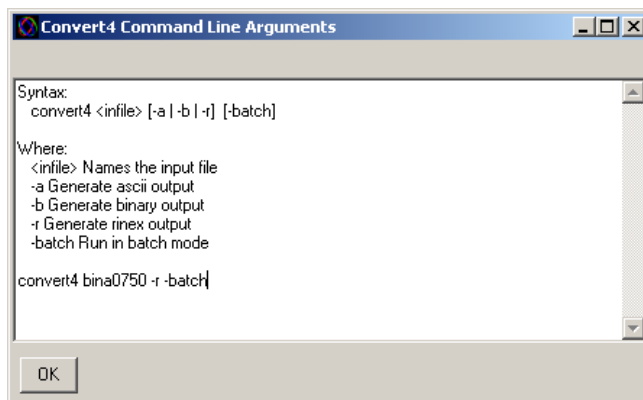 Convert4 Command Line Arguments
Syntax:
convert4 <infile> [-a | -b | -r] [-batch]
Where:
<infile> Names the input file
-a Generate ascii output
-b Generate binary output
-r Generate rinex output
-batch Run in batch mode
convert4 bina0750 -r -batch
OK